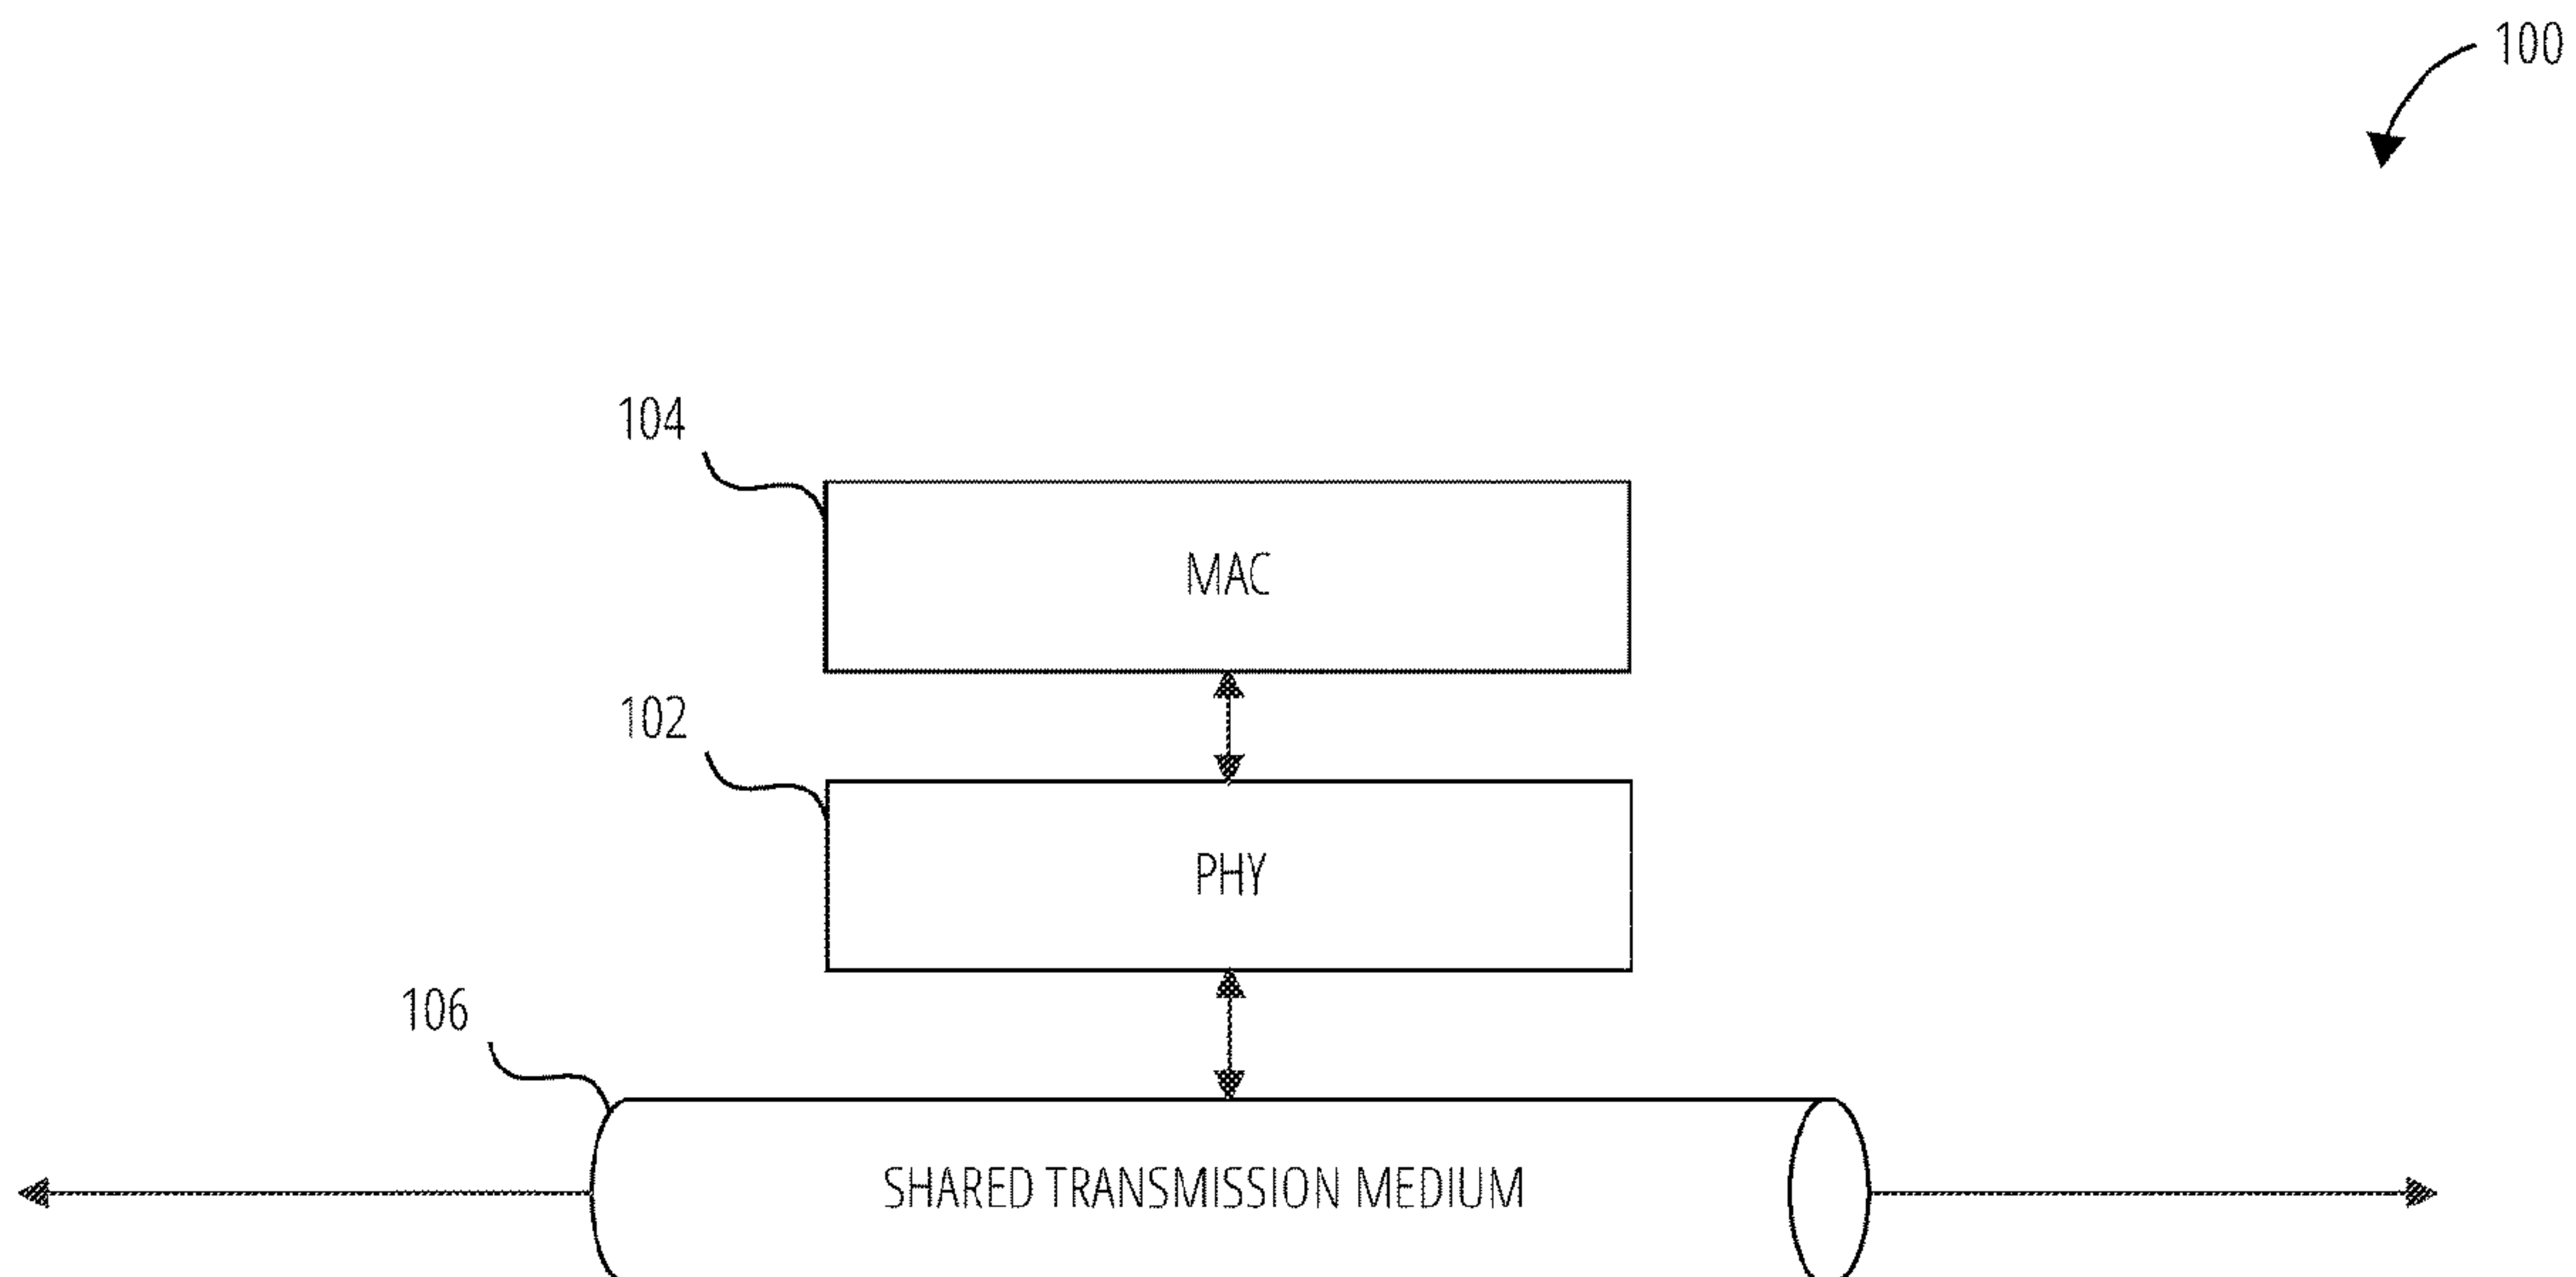 100
104
MAC
102
PHY
106
SHARED TRANSMISSION MEDIUM